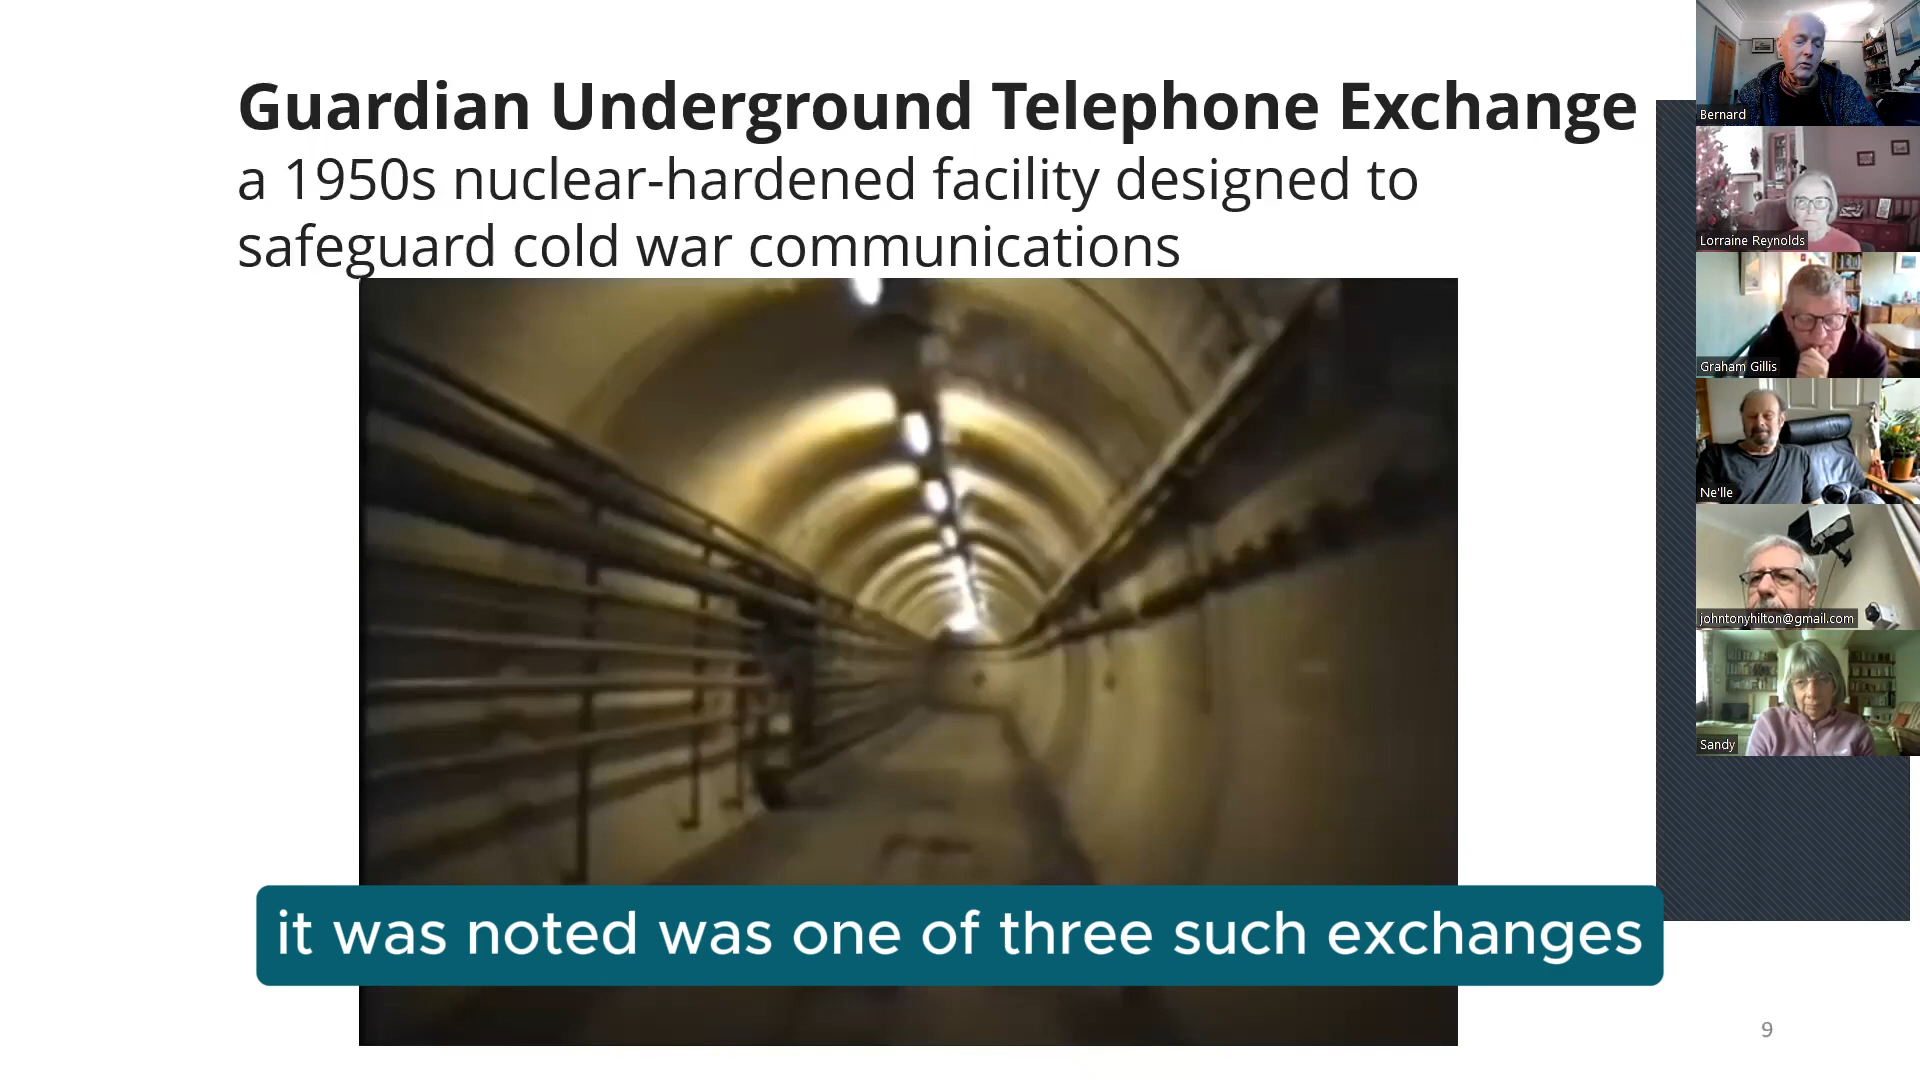 Guardian Underground Telephone Exchange
a 1950s nuclear-hardened facility designed to
safeguard cold war communications
it was noted was one of three such exchanges
9
Bernard
Lorraine Reynolds
Graham Gillis
Ne'lle
johntonyhilton@gmail.com
Sandy